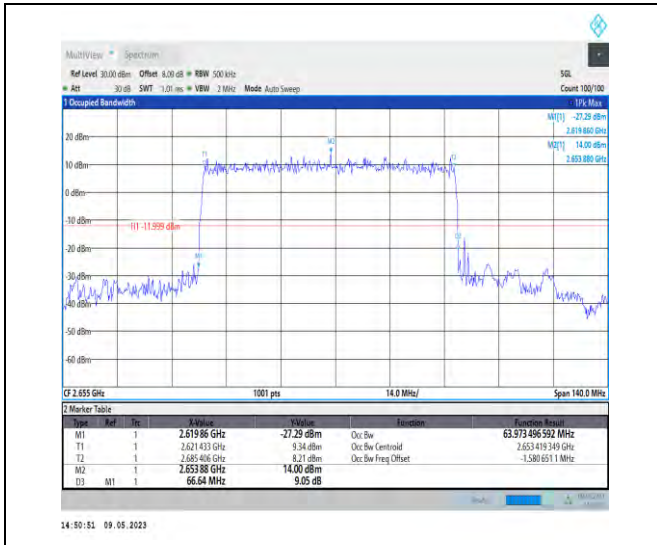 MultiView Spectrum
Ref Level 30.00 dBm Offset 8.00 dB RBW 500 kHz SGL
Att 30 dB SWT 1.01 ms VBW 2 MHz Mode Auto Sweep Count 100/100
1 Occupied Bandwidth 1Pk Max
M1[1] -27.29 dBm
2.619 860 GHz
M2[1] 14.00 dBm
2.653 880 GHz
20 dBm
M2
T1 T2
10 dBm
0 dBm
-10 dBm
H1 -11.999 dBm
-20 dBm
D3
M1
-30 dBm
-40 dBm
-50 dBm
-60 dBm
CF 2.655 GHz 1001 pts 14.0 MHz/ Span 140.0 MHz
2 Marker Table
Type Ref Trc X-Value Y-Value Function Function Result
M1 1 2.619 86 GHz -27.29 dBm Occ Bw 63.973 496 592 MHz
T1 1 2.621 433 GHz 9.34 dBm Occ Bw Centroid 2.653 419 349 GHz
T2 1 2.685 406 GHz 8.21 dBm Occ Bw Freq Offset -1.580 651 1 MHz
M2 1 2.653 88 GHz 14.00 dBm
D3 M1 1 66.64 MHz 9.05 dB
14:50:51 09.05.2023